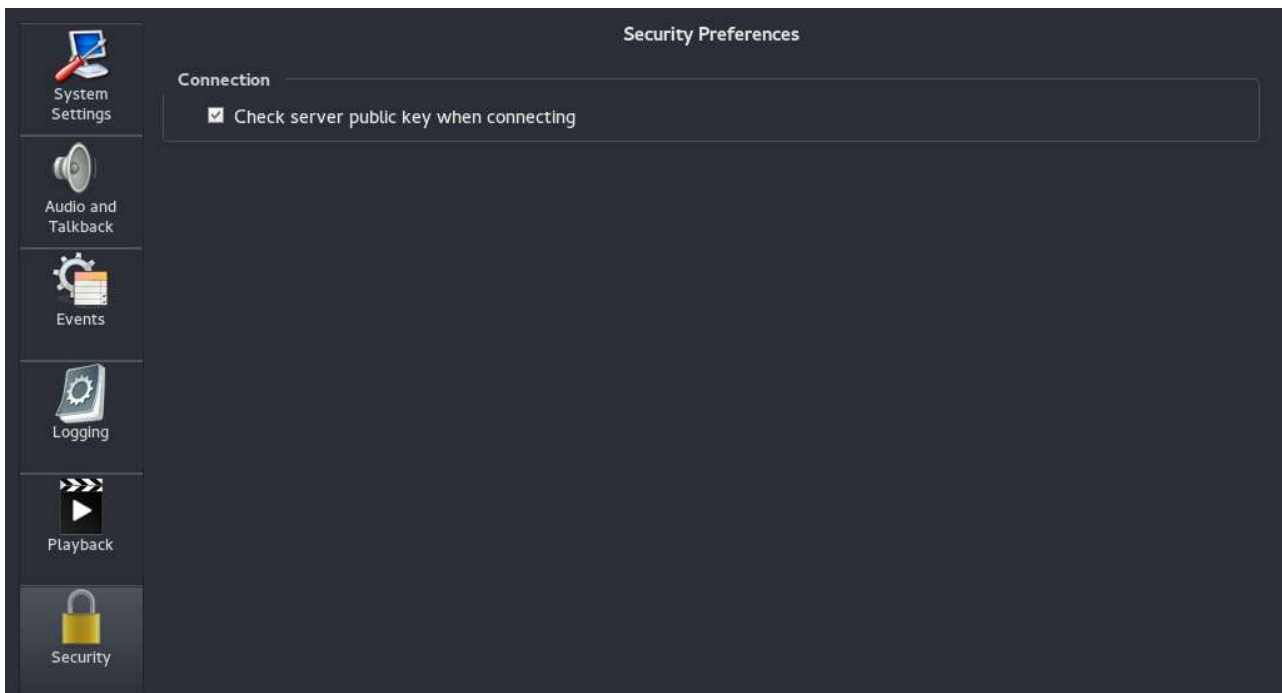 Security Preferences
System
Settings
Audio and
Talkback
Events
Logging
Playback
Security
Connection
Check server public key when connecting